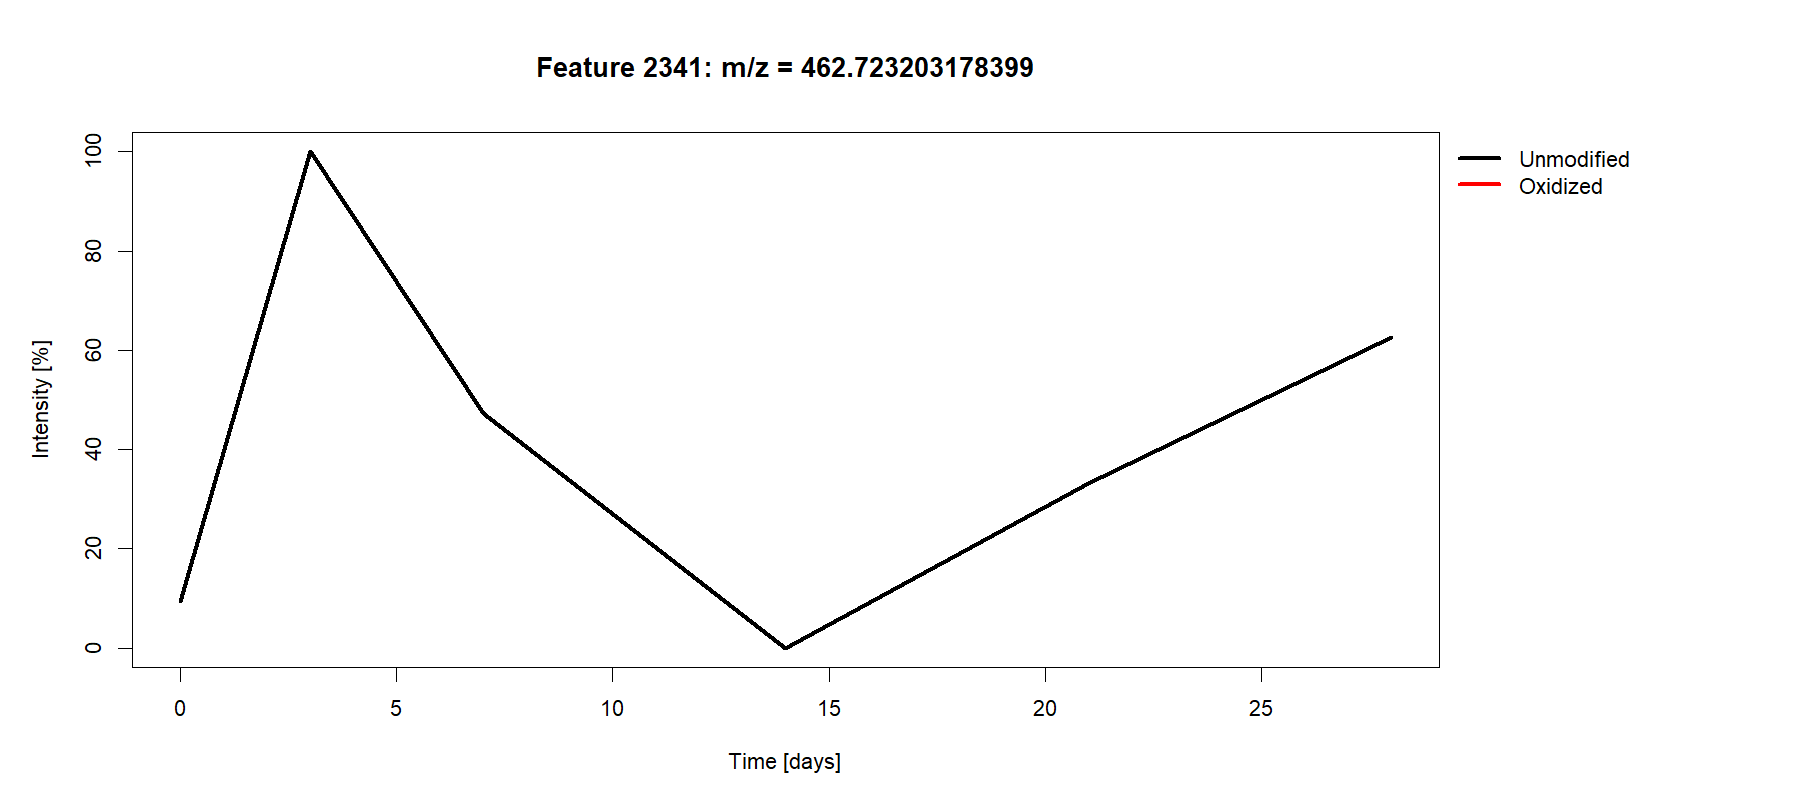 Feature 2341: m/z = 462.723203178399
Unmodified
Oxidized
Intensity [%]
100
80
60
40
20
0
0 5 10 15 20 25
Time [days]